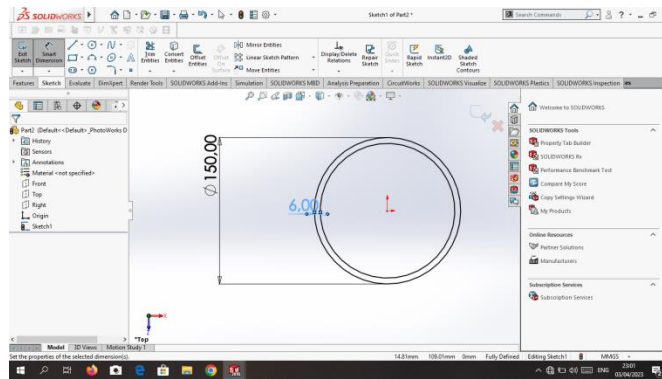 SOLIDWORKS
Sketch1 of Part2 *
Search Commands
Exit Sketch
Smart Dimension
Trim Entities
Convert Entities
Offset Entities
Mirror Entities
Linear Sketch Pattern
Move Entities
Display/Delete Relations
Repair Sketch
Quick Snaps
Rapid Sketch
Instant2D
Shaded Sketch Contours
Features
Sketch
Evaluate
DimXpert
Render Tools
SOLIDWORKS Add-Ins
Simulation
SOLIDWORKS MBD
Analysis Preparation
CircuitWorks
SOLIDWORKS Visualize
SOLIDWORKS Plastics
SOLIDWORKS Inspection
Part2 (Default<<Default>_PhotoWorks D
History
Sensors
Annotations
Material <not specified>
Front
Top
Right
Origin
Sketch1
Ø 150,00
6,00
*Top
Welcome to SOLIDWORKS
SOLIDWORKS Tools
Property Tab Builder
SOLIDWORKS Rx
Performance Benchmark Test
Compare My Score
Copy Settings Wizard
My Products
Online Resources
Partner Solutions
Manufacturers
Subscription Services
Subscription Services
Model
3D Views
Motion Study 1
Set the properties of the selected dimension(s).
14.81mm
109.01mm
0mm
Fully Defined
Editing Sketch1
MMGS
ENG
23:01
03/04/2023